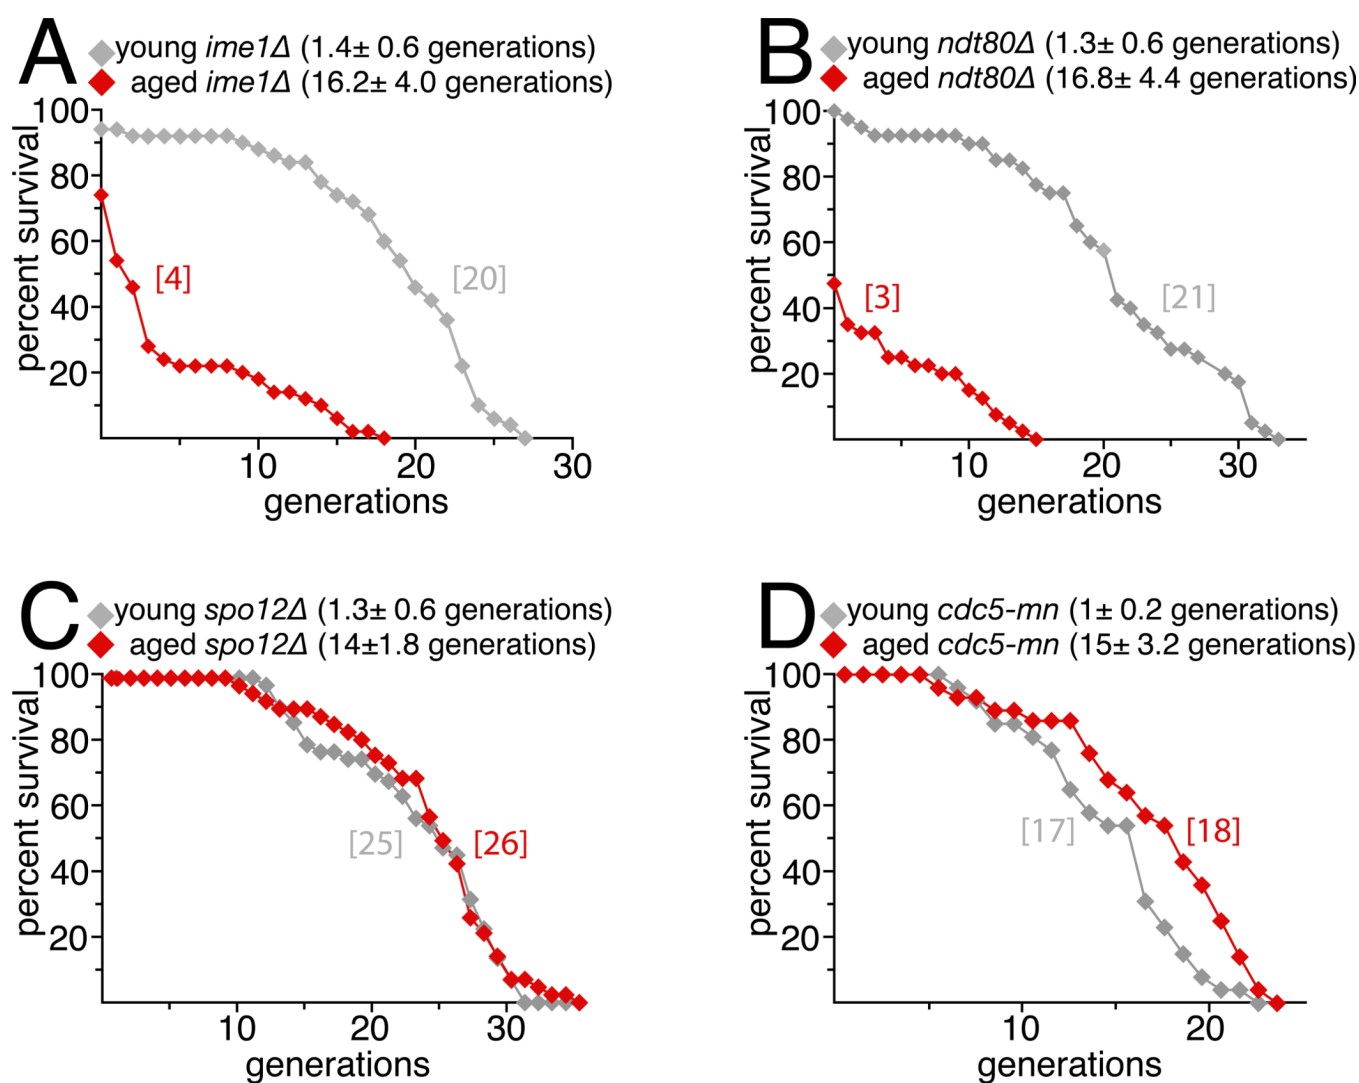 A
young ime1Δ (1.4± 0.6 generations)
aged ime1Δ (16.2± 4.0 generations)
percent survival
100
80
60
40
20
[4]
[20]
10
20
30
generations
B
young ndt80Δ (1.3± 0.6 generations)
aged ndt80Δ (16.8± 4.4 generations)
percent survival
100
80
60
40
20
[3]
[21]
10
20
30
generations
C
young spo12Δ (1.3± 0.6 generations)
aged spo12Δ (14±1.8 generations)
percent survival
100
80
60
40
20
[25]
[26]
10
20
30
generations
D
young cdc5-mn (1± 0.2 generations)
aged cdc5-mn (15± 3.2 generations)
percent survival
100
80
60
40
20
[17]
[18]
10
20
generations